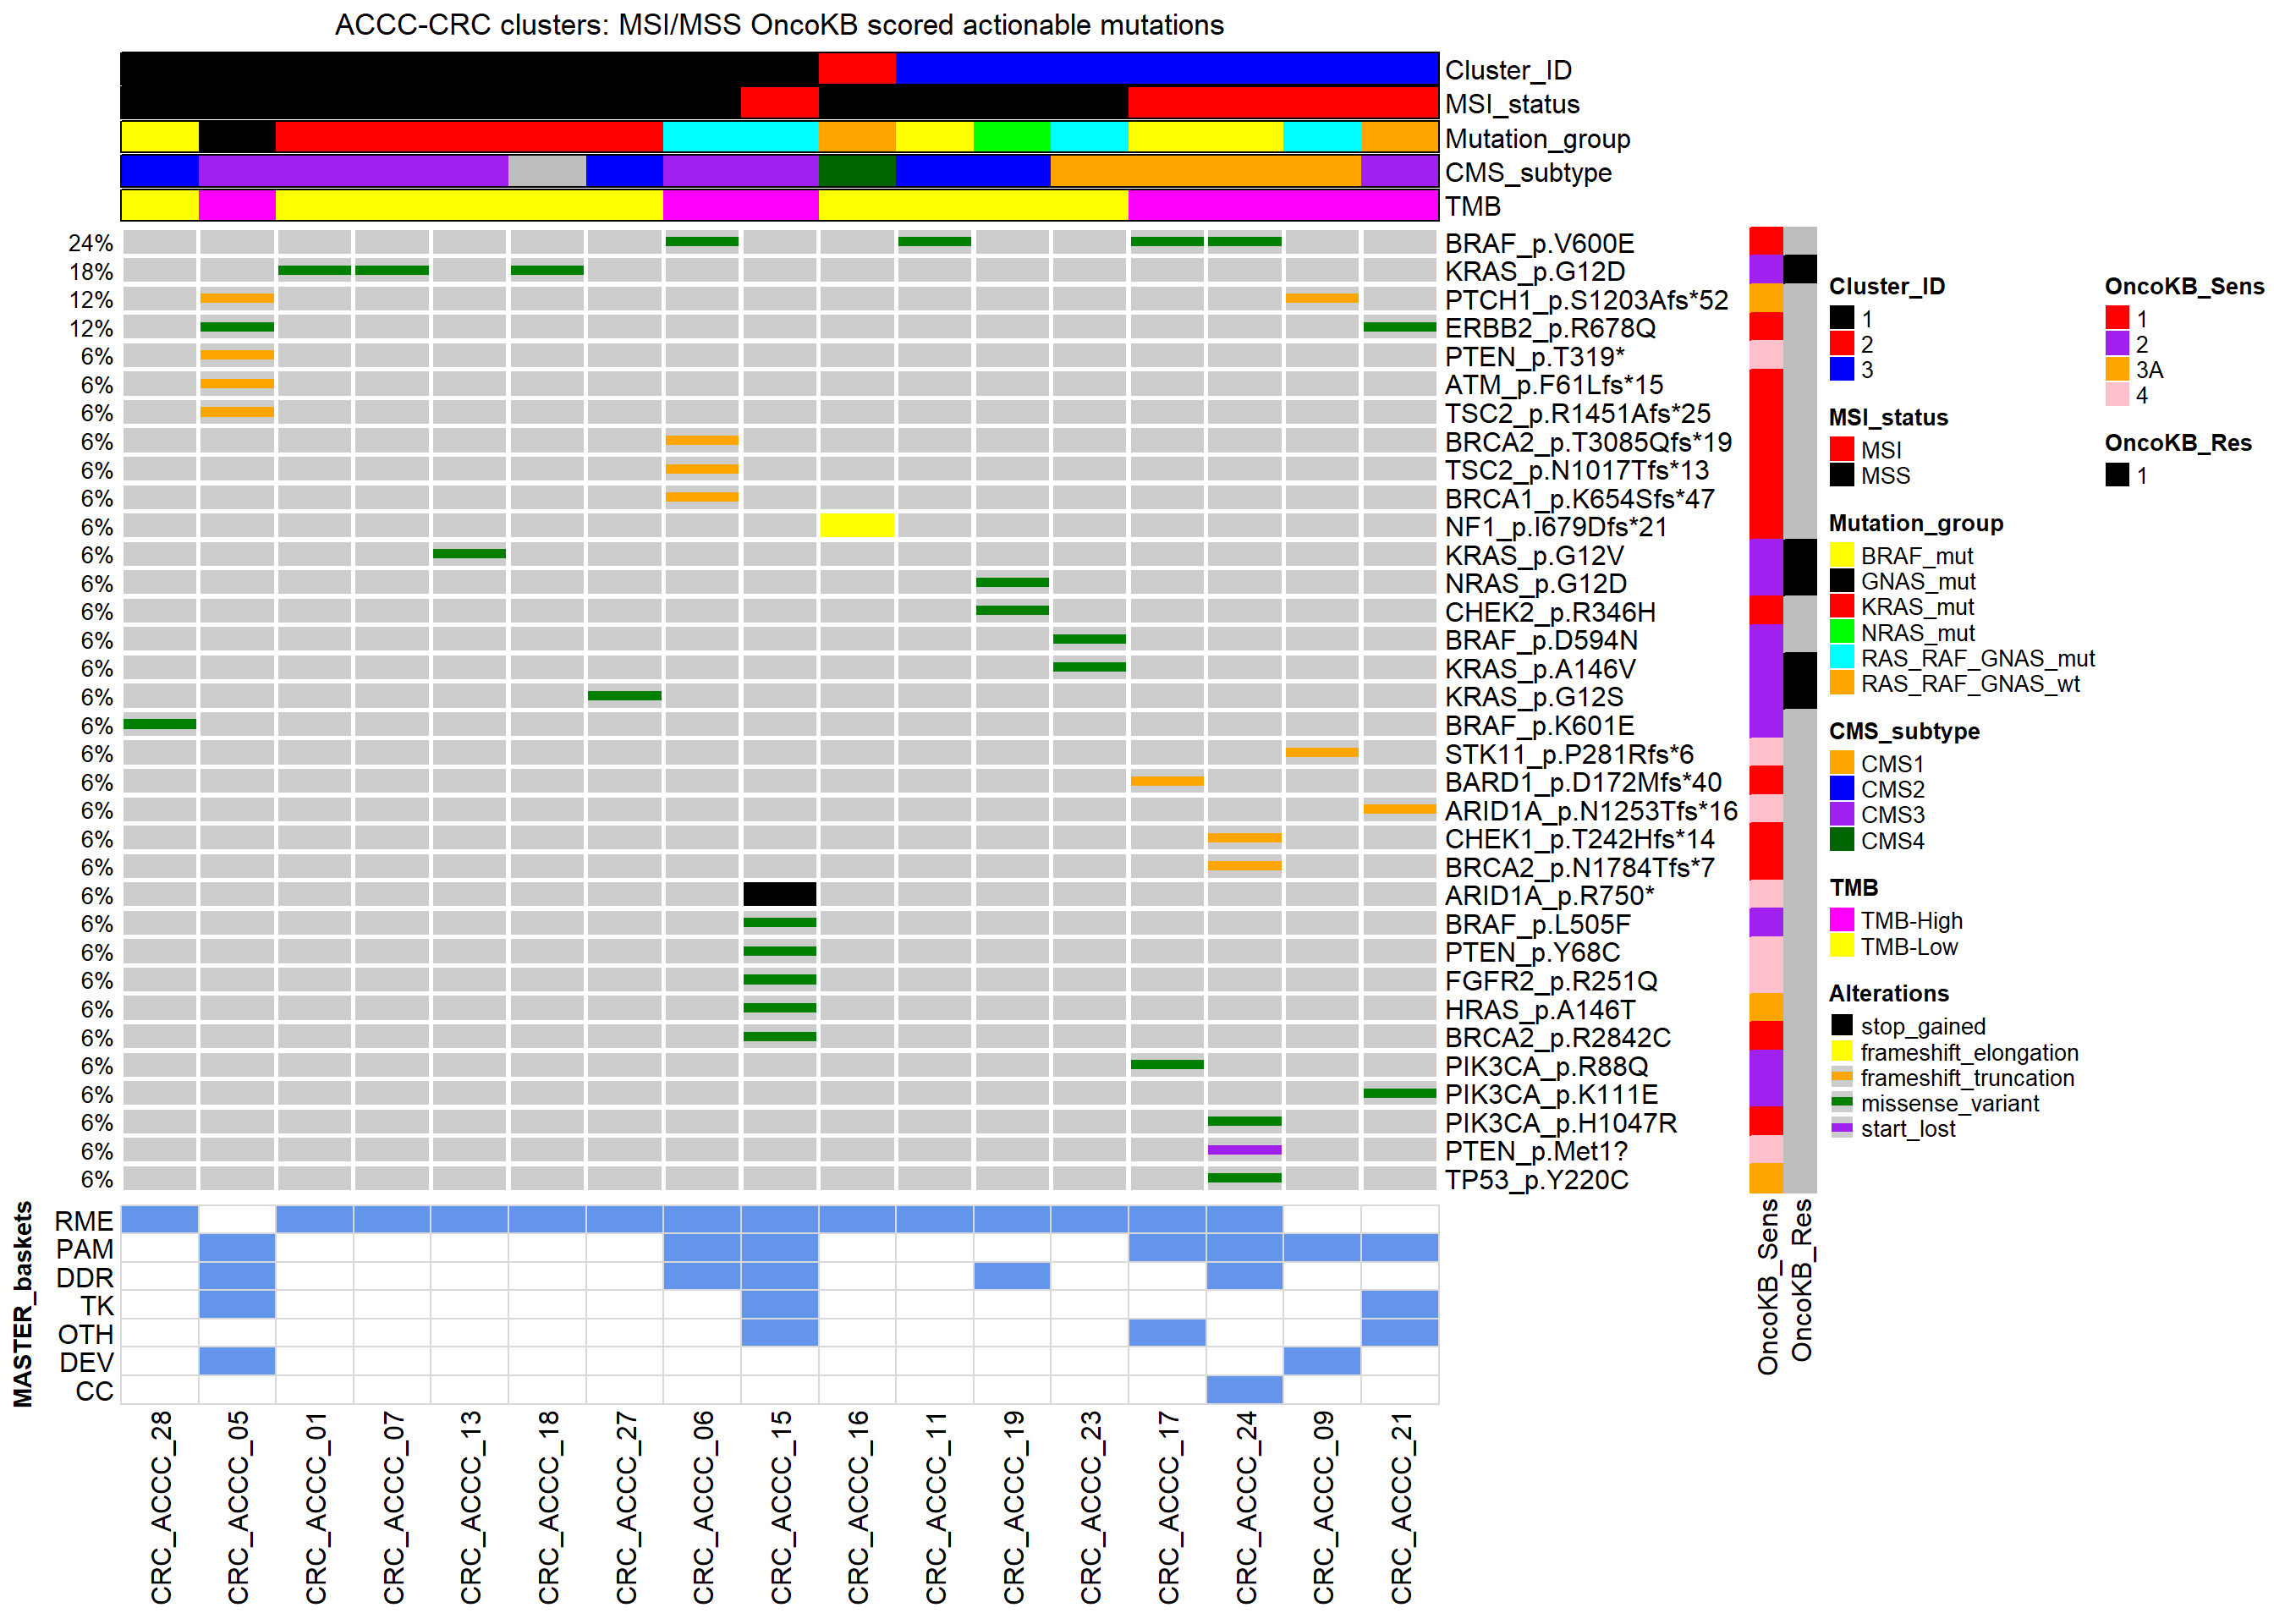 ACCC-CRC clusters: MSI/MSS OncoKB scored actionable mutations
Cluster_ID
MSI_status
Mutation_group
CMS_subtype
TMB
24% BRAF_p.V600E
18% KRAS_p.G12D
12% PTCH1_p.S1203Afs*52
12% ERBB2_p.R678Q
6% PTEN_p.T319*
6% ATM_p.F61Lfs*15
6% TSC2_p.R1451Afs*25
6% BRCA2_p.T3085Qfs*19
6% TSC2_p.N1017Tfs*13
6% BRCA1_p.K654Sfs*47
6% NF1_p.I679Dfs*21
6% KRAS_p.G12V
6% NRAS_p.G12D
6% CHEK2_p.R346H
6% BRAF_p.D594N
6% KRAS_p.A146V
6% KRAS_p.G12S
6% BRAF_p.K601E
6% STK11_p.P281Rfs*6
6% BARD1_p.D172Mfs*40
6% ARID1A_p.N1253Tfs*16
6% CHEK1_p.T242Hfs*14
6% BRCA2_p.N1784Tfs*7
6% ARID1A_p.R750*
6% BRAF_p.L505F
6% PTEN_p.Y68C
6% FGFR2_p.R251Q
6% HRAS_p.A146T
6% BRCA2_p.R2842C
6% PIK3CA_p.R88Q
6% PIK3CA_p.K111E
6% PIK3CA_p.H1047R
6% PTEN_p.Met1?
6% TP53_p.Y220C
MASTER_baskets
RME
PAM
DDR
TK
OTH
DEV
CC
CRC_ACCC_28
CRC_ACCC_05
CRC_ACCC_01
CRC_ACCC_07
CRC_ACCC_13
CRC_ACCC_18
CRC_ACCC_27
CRC_ACCC_06
CRC_ACCC_15
CRC_ACCC_16
CRC_ACCC_11
CRC_ACCC_19
CRC_ACCC_23
CRC_ACCC_17
CRC_ACCC_24
CRC_ACCC_09
CRC_ACCC_21
OncoKB_Sens
OncoKB_Res
Cluster_ID
1
2
3
MSI_status
MSI
MSS
Mutation_group
BRAF_mut
GNAS_mut
KRAS_mut
NRAS_mut
RAS_RAF_GNAS_mut
RAS_RAF_GNAS_wt
CMS_subtype
CMS1
CMS2
CMS3
CMS4
TMB
TMB-High
TMB-Low
Alterations
stop_gained
frameshift_elongation
frameshift_truncation
missense_variant
start_lost
OncoKB_Sens
1
2
3A
4
OncoKB_Res
1